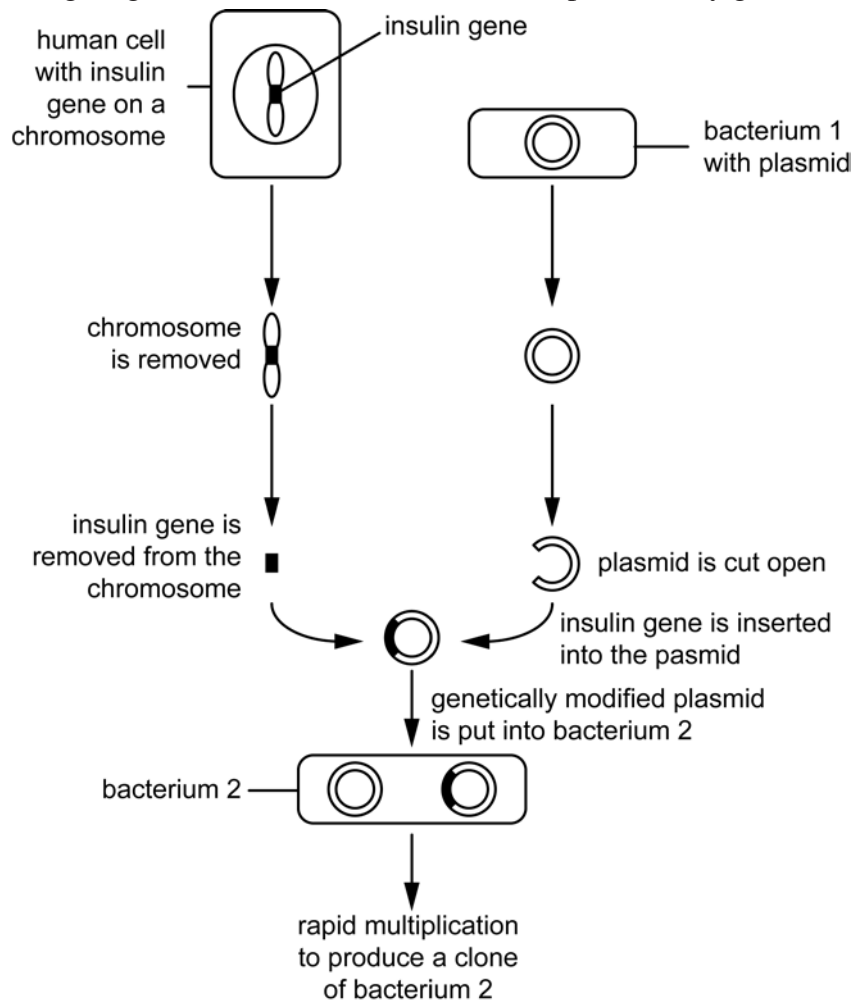 human cell
with insulin
gene on a
chromosome
insulin gene
bacterium 1
with plasmid
chromosome
is removed
insulin gene is
removed from the
chromosome
plasmid is cut open
insulin gene is inserted
into the pasmid
genetically modified plasmid
is put into bacterium 2
bacterium 2
rapid multiplication
to produce a clone
of bacterium 2